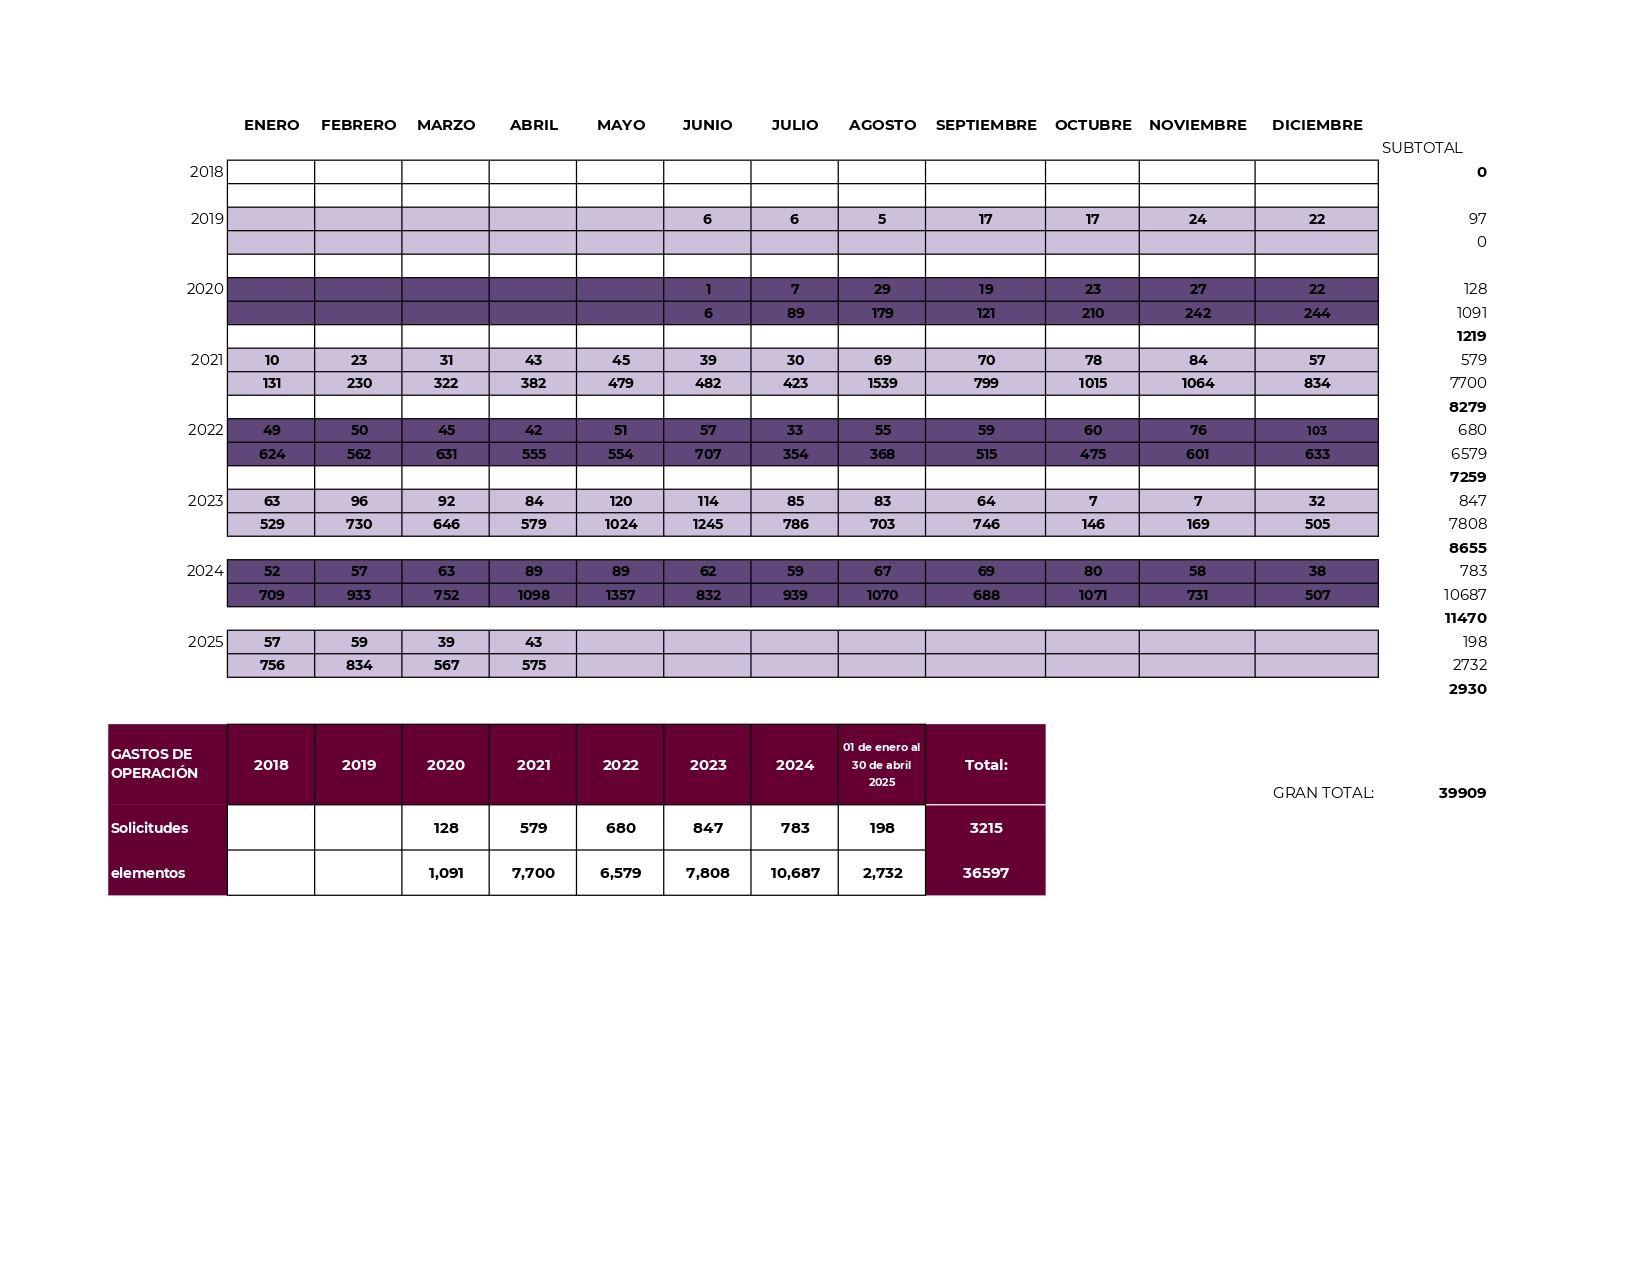 ENERO FEBRERO MARZO ABRIL MAYO JUNIO JULIO AGOSTO SEPTIEMBRE OCTUBRE NOVIEMBRE DICIEMBRE
SUBTOTAL
2018 0
2019 6 6 5 17 17 24 22 97
0
2020 1 7 29 19 23 27 22 128
6 89 179 121 210 242 244 1091
1219
2021 10 23 31 43 45 39 30 69 70 78 84 57 579
131 230 322 382 479 482 423 1539 799 1015 1064 834 7700
8279
2022 49 50 45 42 51 57 33 55 59 60 76 103 680
624 562 631 555 554 707 354 368 515 475 601 633 6579
7259
2023 63 96 92 84 120 114 85 83 64 7 7 32 847
529 730 646 579 1024 1245 786 703 746 146 169 505 7808
8655
2024 52 57 63 89 89 62 59 67 69 80 58 38 783
709 933 752 1098 1357 832 939 1070 688 1071 731 507 10687
11470
2025 57 59 39 43 198
756 834 567 575 2732
2930
GASTOS DE
OPERACIÓN
2018 2019 2020 2021 2022 2023 2024
01 de enero al
30 de abril
2025
Total:
GRAN TOTAL: 39909
Solicitudes 128 579 680 847 783 198 3215
elementos 1,091 7,700 6,579 7,808 10,687 2,732 36597